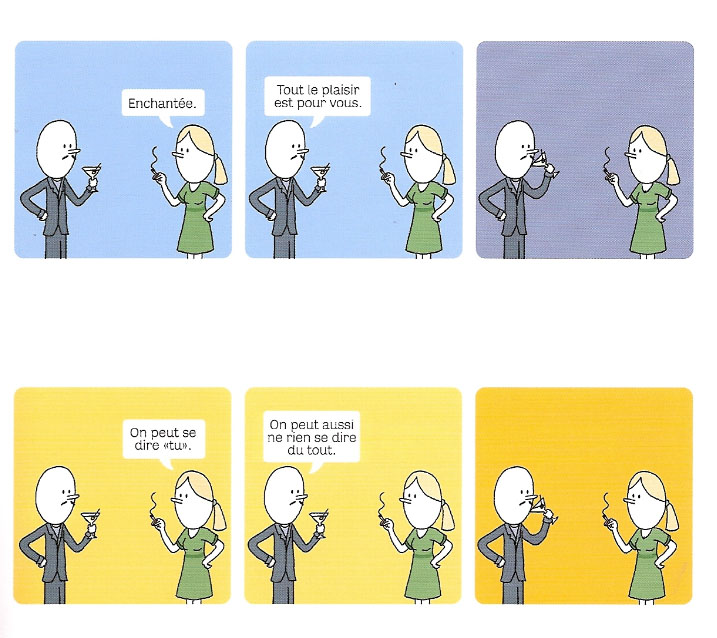 Enchantée.
Tout le plaisir
est pour vous.
On peut se
dire «tu».
On peut aussi
ne rien se dire
du tout.